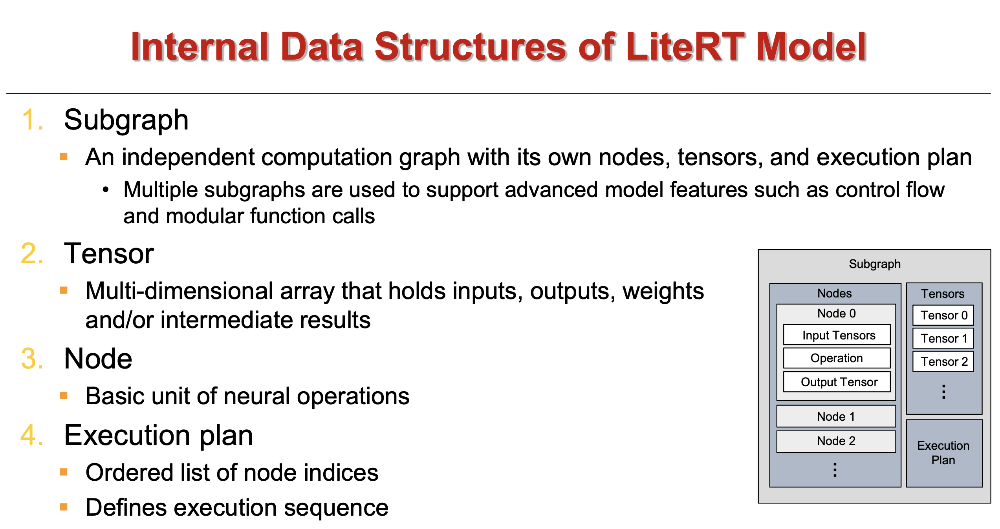 Internal Data Structures of LiteRT Model
1. Subgraph
▪ An independent computation graph with its own nodes, tensors, and execution plan
• Multiple subgraphs are used to support advanced model features such as control flow
and modular function calls
2. Tensor
▪ Multi-dimensional array that holds inputs, outputs, weights
and/or intermediate results
3. Node
▪ Basic unit of neural operations
4. Execution plan
▪ Ordered list of node indices
▪ Defines execution sequence
Subgraph
Nodes
Node 0
Input Tensors
Operation
Output Tensor
Node 1
Node 2
⋮
Tensors
Tensor 0
Tensor 1
Tensor 2
⋮
Execution
Plan